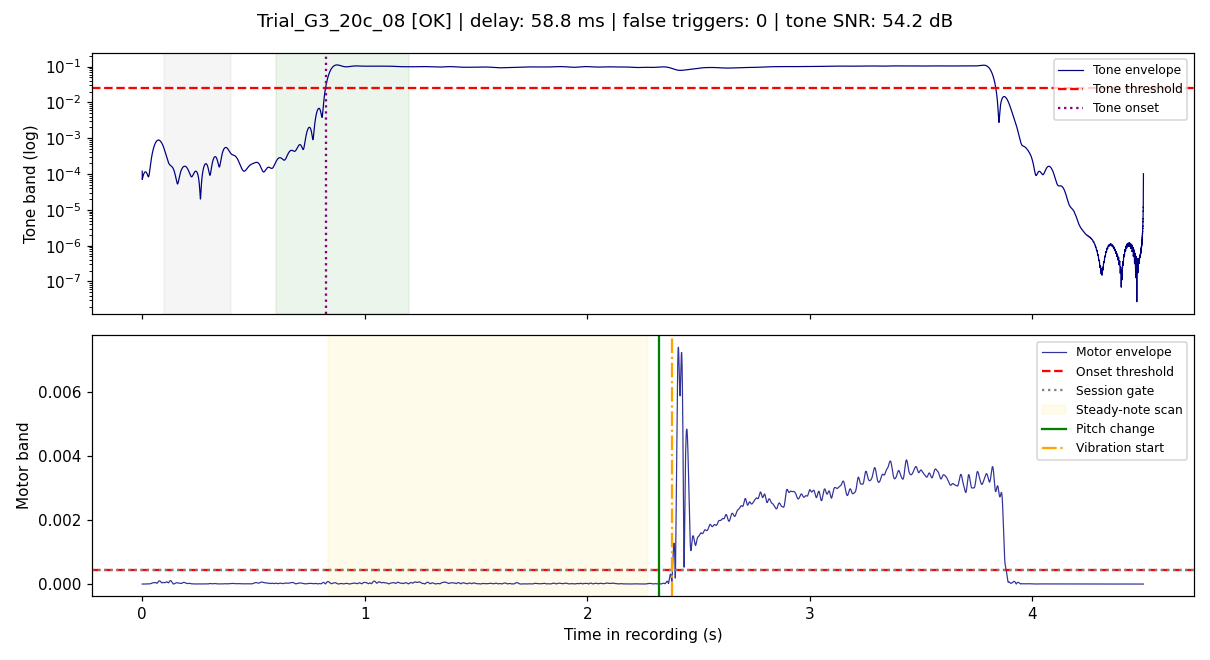 Trial_G3_20c_08 [OK] | delay: 58.8 ms | false triggers: 0 | tone SNR: 54.2 dB
Tone band (log)
10⁻¹
10⁻²
10⁻³
10⁻⁴
10⁻⁵
10⁻⁶
10⁻⁷
Tone envelope
Tone threshold
Tone onset
Motor band
0.006
0.004
0.002
0.000
Motor envelope
Onset threshold
Session gate
Steady-note scan
Pitch change
Vibration start
0 1 2 3 4
Time in recording (s)